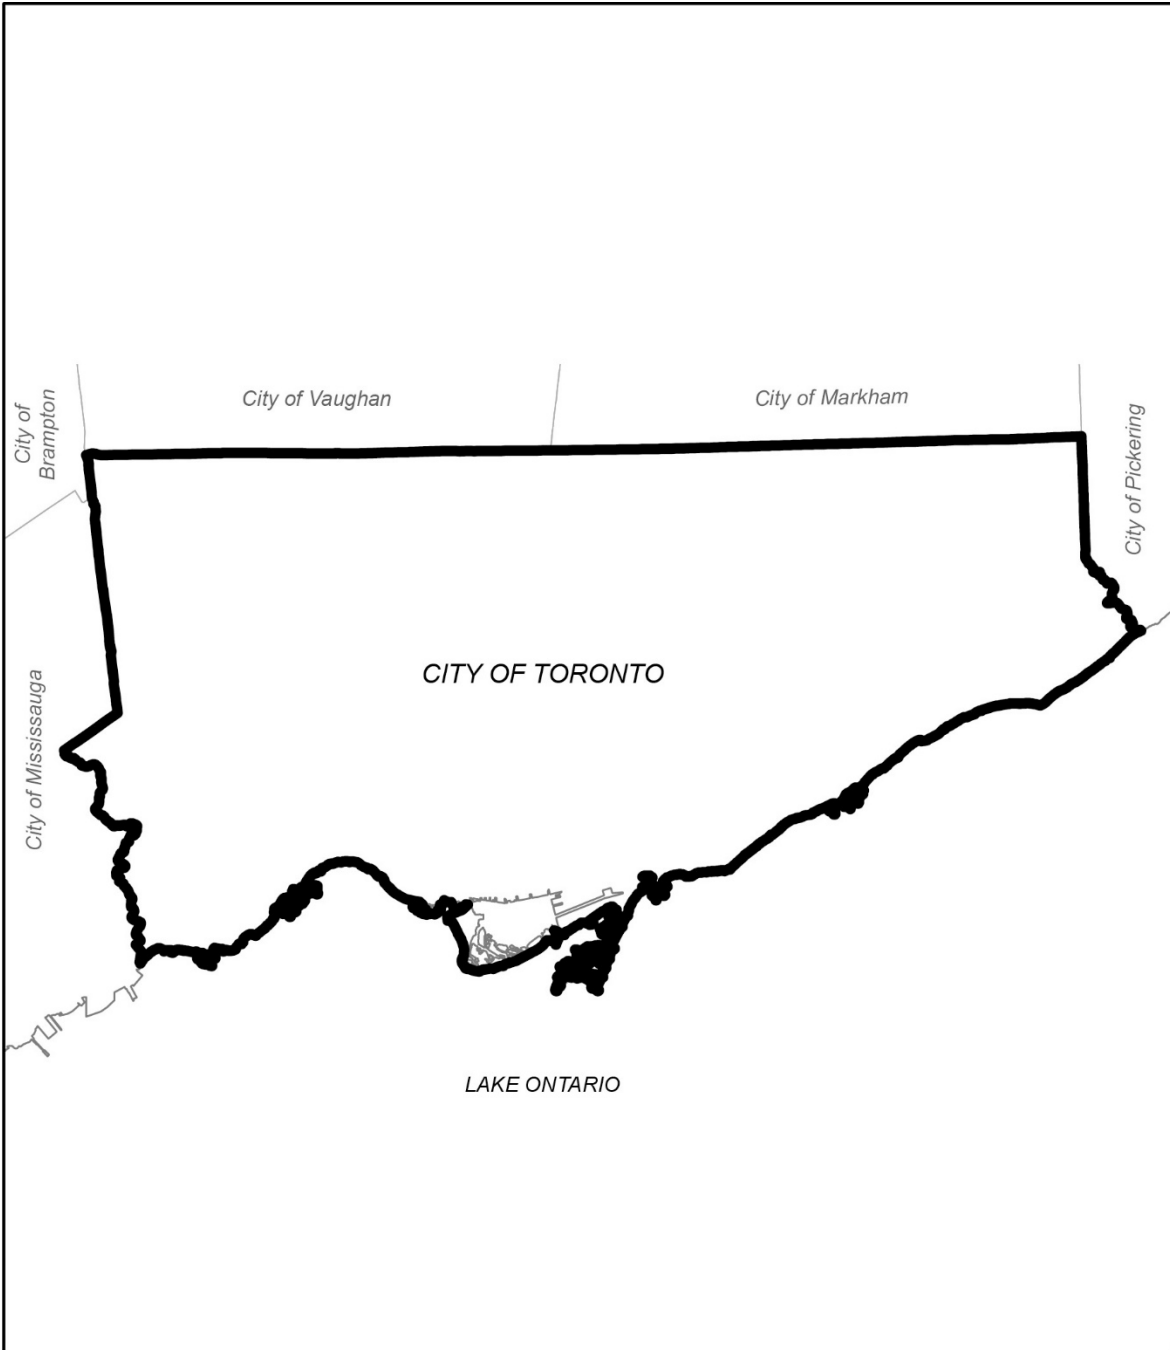 City of Vaughan
City of Markham
City of
Brampton
City of Pickering
CITY OF TORONTO
City of Mississauga
LAKE ONTARIO